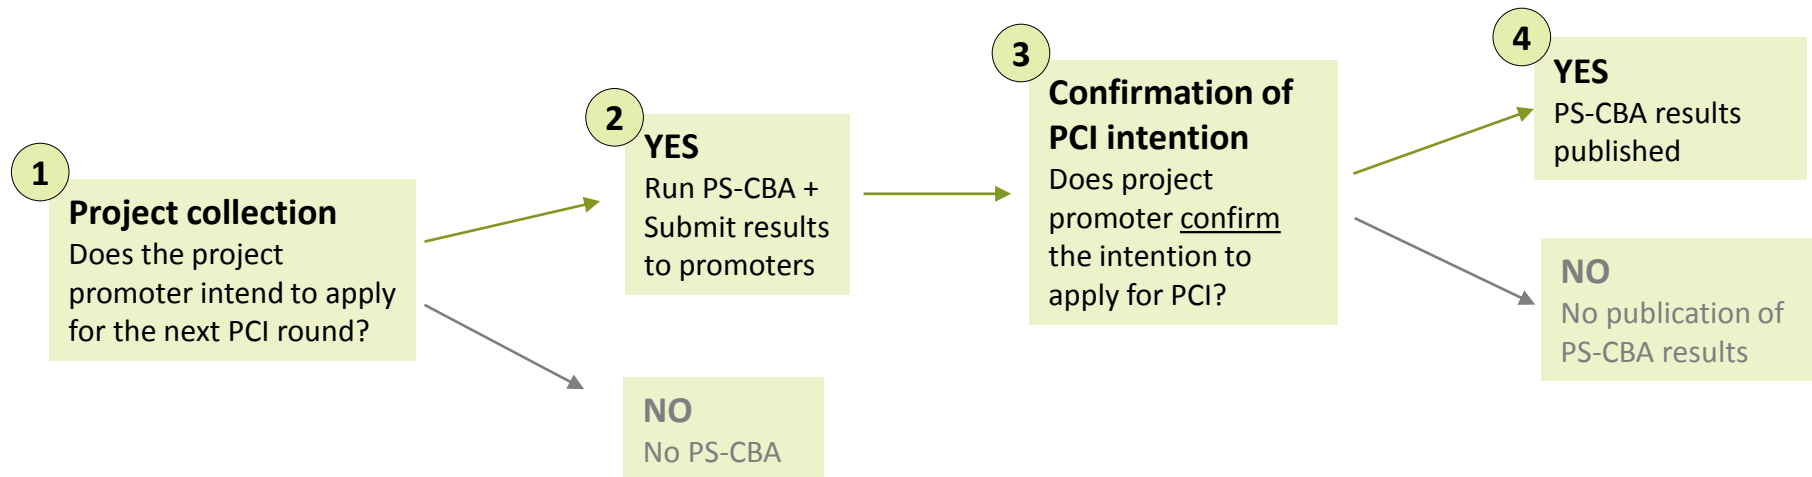 1
Project collection
Does the project
promoter intend to apply
for the next PCI round?
2
YES
Run PS-CBA +
Submit results
to promoters
NO
No PS-CBA
3
Confirmation of
PCI intention
Does project
promoter confirm
the intention to
apply for PCI?
4
YES
PS-CBA results
published
NO
No publication of
PS-CBA results